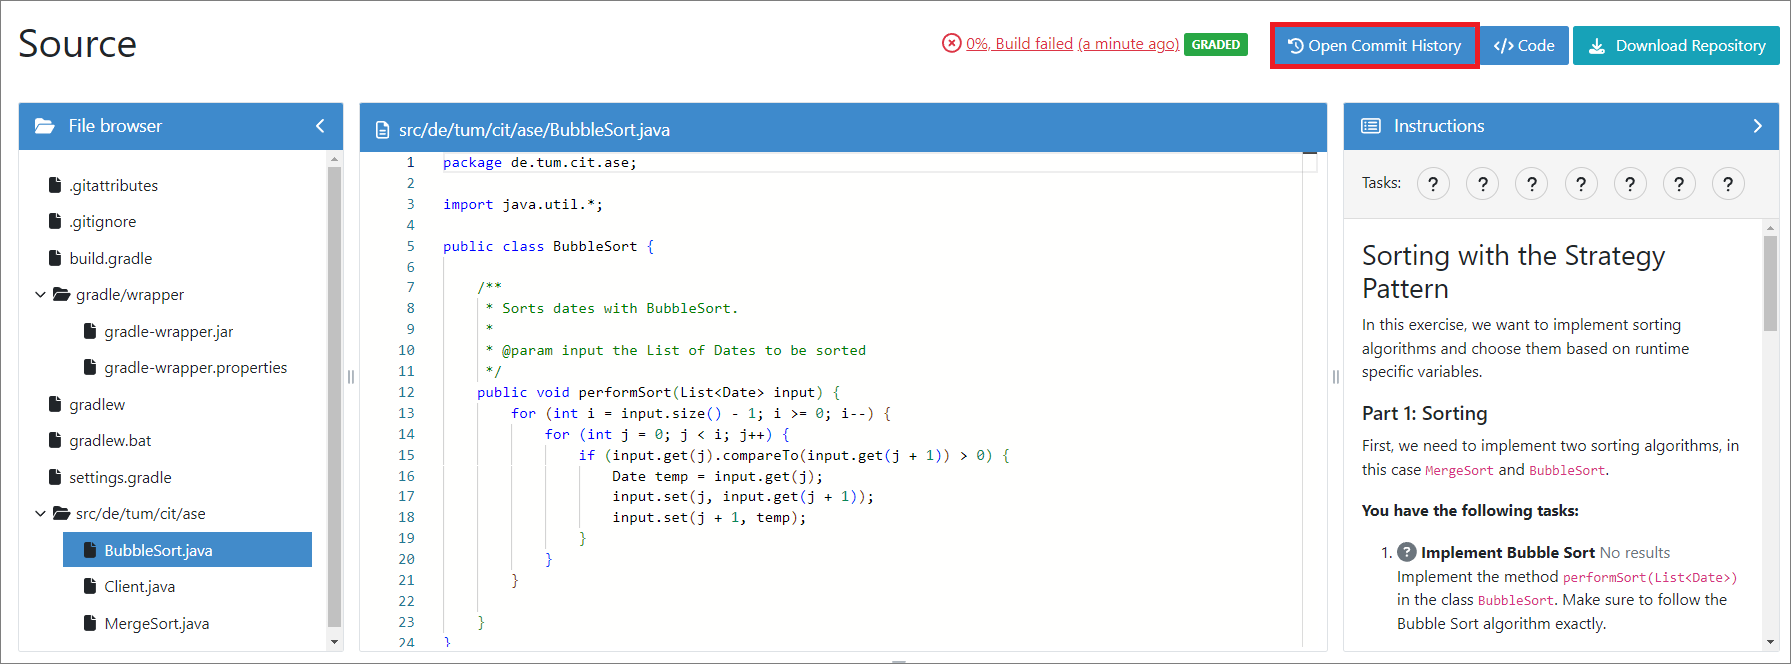 Source
0%, Build failed (a minute ago) GRADED
Open Commit History
</> Code
Download Repository
File browser
.gitattributes
.gitignore
build.gradle
gradle/wrapper
gradle-wrapper.jar
gradle-wrapper.properties
gradlew
gradlew.bat
settings.gradle
src/de/tum/cit/ase
BubbleSort.java
Client.java
MergeSort.java
src/de/tum/cit/ase/BubbleSort.java
1 package de.tum.cit.ase;
2
3 import java.util.*;
4
5 public class BubbleSort {
6
7 /**
8 * Sorts dates with BubbleSort.
9 *
10 * @param input the List of Dates to be sorted
11 */
12 public void performSort(List<Date> input) {
13 for (int i = input.size() - 1; i >= 0; i--) {
14 for (int j = 0; j < i; j++) {
15 if (input.get(j).compareTo(input.get(j + 1)) > 0) {
16 Date temp = input.get(j);
17 input.set(j, input.get(j + 1));
18 input.set(j + 1, temp);
19 }
20 }
21 }
22
23 }
24 }
Instructions
Tasks: ? ? ? ? ? ? ?
Sorting with the Strategy
Pattern
In this exercise, we want to implement sorting
algorithms and choose them based on runtime
specific variables.
Part 1: Sorting
First, we need to implement two sorting algorithms, in
this case MergeSort and BubbleSort.
You have the following tasks:
1. ? Implement Bubble Sort No results
Implement the method performSort(List<Date>)
in the class BubbleSort. Make sure to follow the
Bubble Sort algorithm exactly.